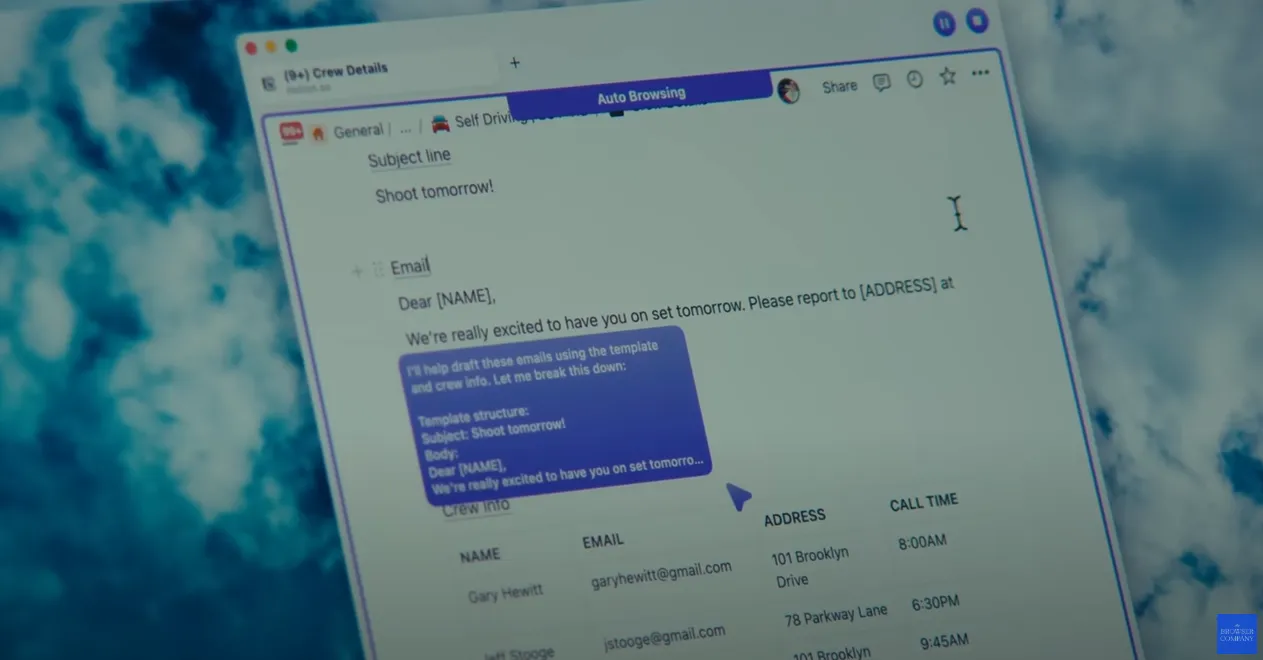 (9+) Crew Details
+
Auto Browsing
Share
99+
General
...
/
Self Driving
Subject line
Shoot tomorrow!
+
Email
Dear [NAME],
We're really excited to have you on set tomorrow. Please report to [ADDRESS] at
I'll help draft these emails using the template
and crew info. Let me break this down:
Template structure:
Subject: Shoot tomorrow!
Body:
Dear [NAME],
We're really excited to have you on set tomorro...
Crew Info
NAME EMAIL ADDRESS CALL TIME
Gary Hewitt garyhewitt@gmail.com 101 Brooklyn 8:00AM
Drive
Jeff Stooge jstooge@gmail.com 78 Parkway Lane 6:30PM
101 Brooklyn 9:45AM
THE
BROWSER
COMPANY